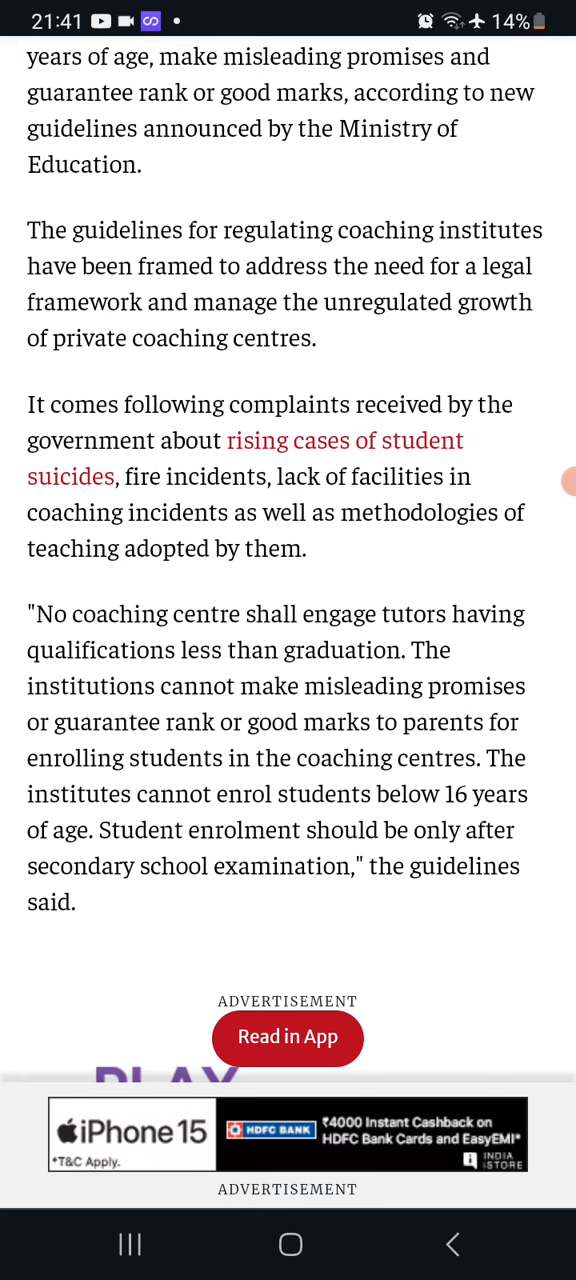 21:41
14%
years of age, make misleading promises and
guarantee rank or good marks, according to new
guidelines announced by the Ministry of
Education.
The guidelines for regulating coaching institutes
have been framed to address the need for a legal
framework and manage the unregulated growth
of private coaching centres.
It comes following complaints received by the
government about rising cases of student
suicides, fire incidents, lack of facilities in
coaching incidents as well as methodologies of
teaching adopted by them.
"No coaching centre shall engage tutors having
qualifications less than graduation. The
institutions cannot make misleading promises
or guarantee rank or good marks to parents for
enrolling students in the coaching centres. The
institutes cannot enrol students below 16 years
of age. Student enrolment should be only after
secondary school examination," the guidelines
said.
ADVERTISEMENT
Read in App
PLAY
iPhone 15
*T&C Apply.
HDFC BANK
₹4000 Instant Cashback on
HDFC Bank Cards and EasyEMI*
INDIA
iSTORE
ADVERTISEMENT